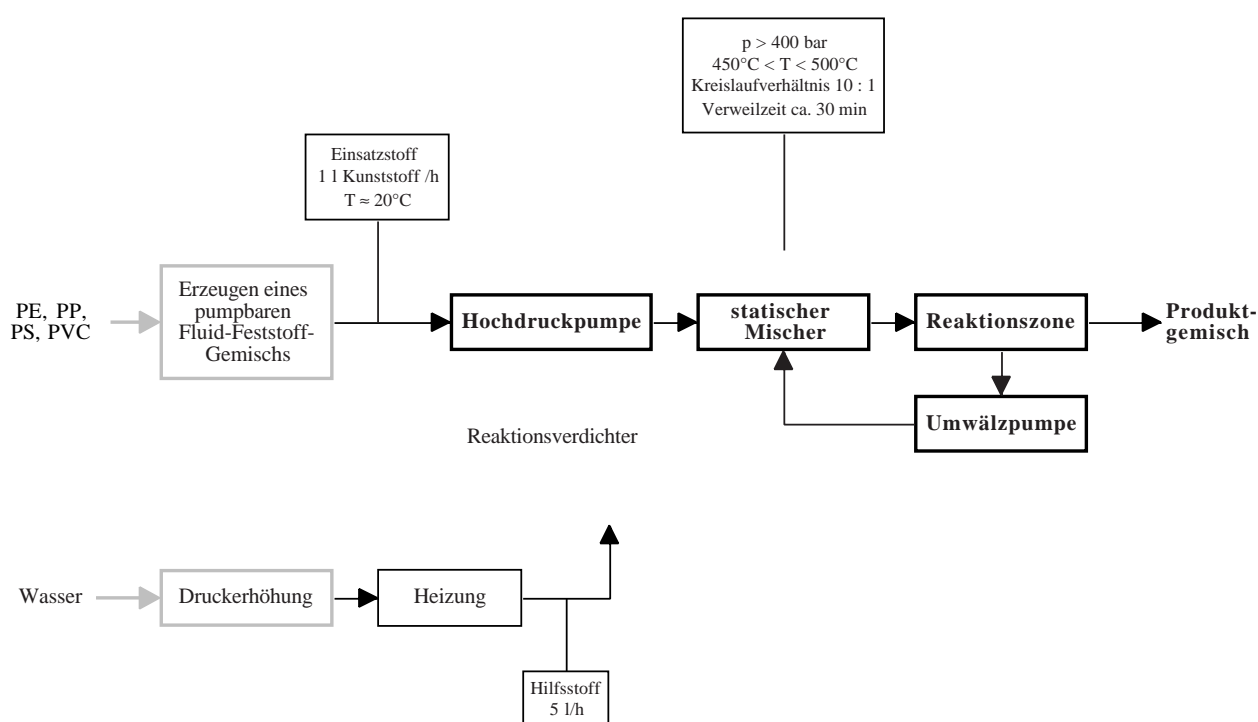 p > 400 bar
450°C < T < 500°C
Kreislaufverhältnis 10 : 1
Verweilzeit ca. 30 min
Einsatzstoff
1 l Kunststoff /h
T ≈ 20°C
PE, PP,
PS, PVC
Erzeugen eines
pumpbaren
Fluid-Feststoff-
Gemischs
Hochdruckpumpe
statischer
Mischer
Reaktionszone
Produkt-
gemisch
Umwälzpumpe
Reaktionsverdichter
Wasser
Druckerhöhung
Heizung
Hilfsstoff
5 l/h